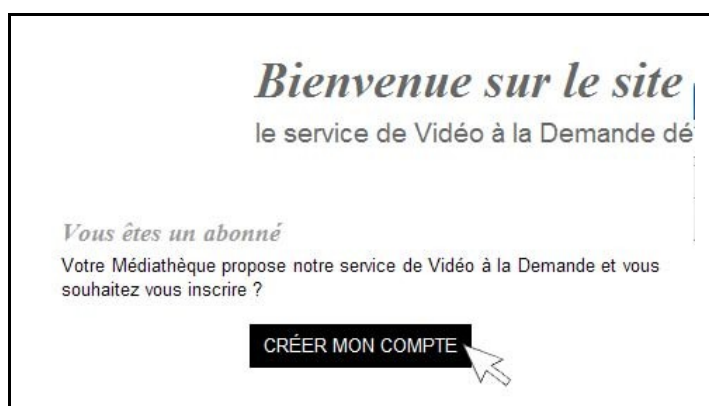 Bienvenue sur le site
le service de Vidéo à la Demande dé
Vous êtes un abonné
Votre Médiathèque propose notre service de Vidéo à la Demande et vous
souhaitez vous inscrire ?
CRÉER MON COMPTE